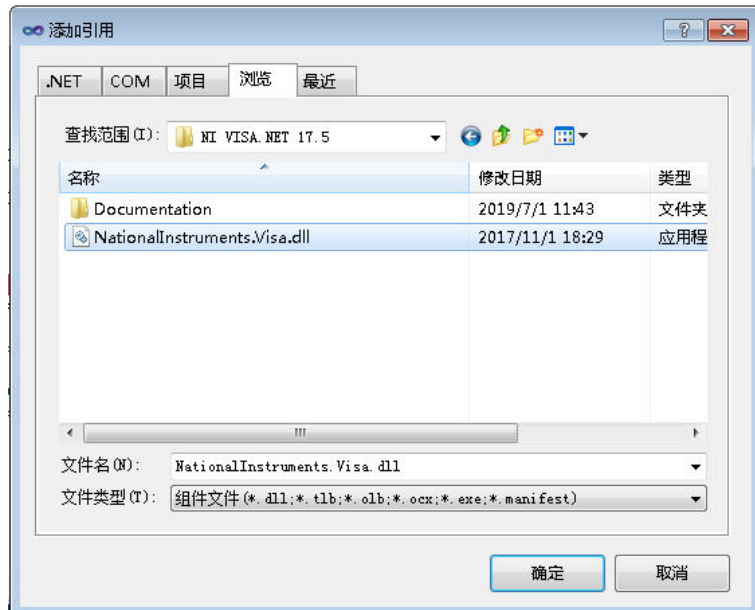 添加引用
.NET COM 项目 浏览 最近
查找范围(I): NI VISA.NET 17.5
名称 修改日期 类型
Documentation 2019/7/1 11:43 文件夹
NationalInstruments.Visa.dll 2017/11/1 18:29 应用程
文件名(N): NationalInstruments.Visa.dll
文件类型(T): 组件文件(*.dll;*.tlb;*.olb;*.ocx;*.exe;*.manifest)
确定 取消